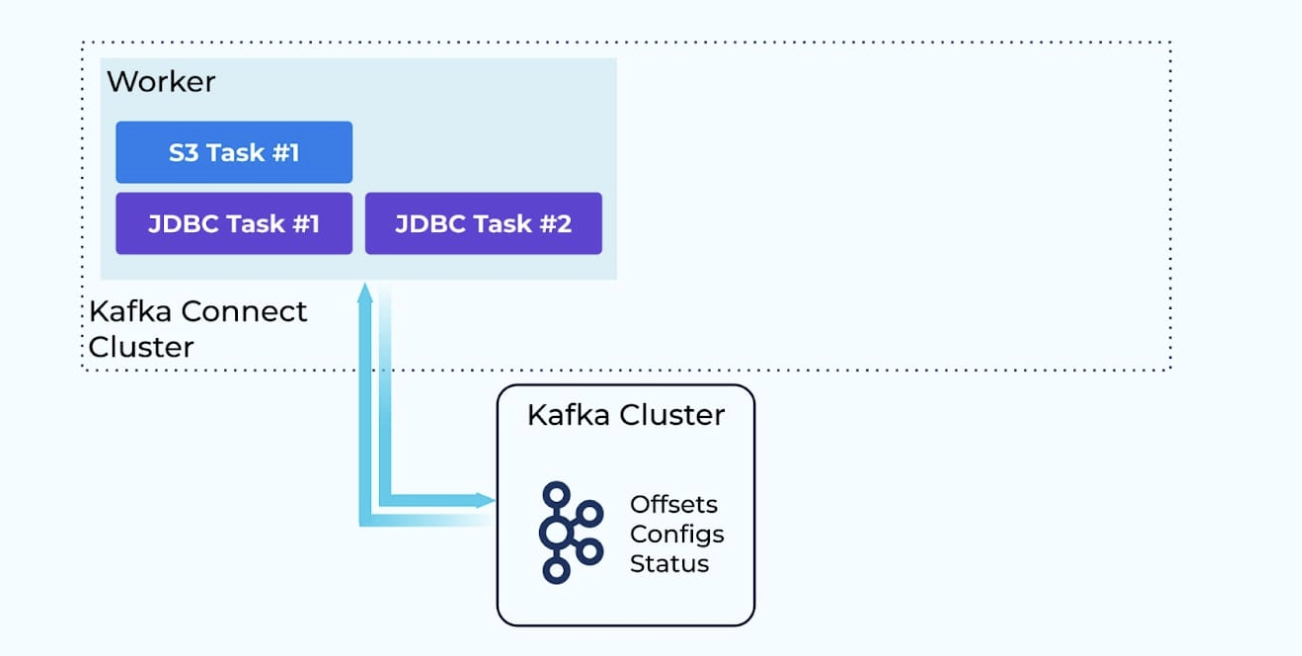 Worker
S3 Task #1
JDBC Task #1
JDBC Task #2
Kafka Connect
Cluster
Kafka Cluster
Offsets
Configs
Status